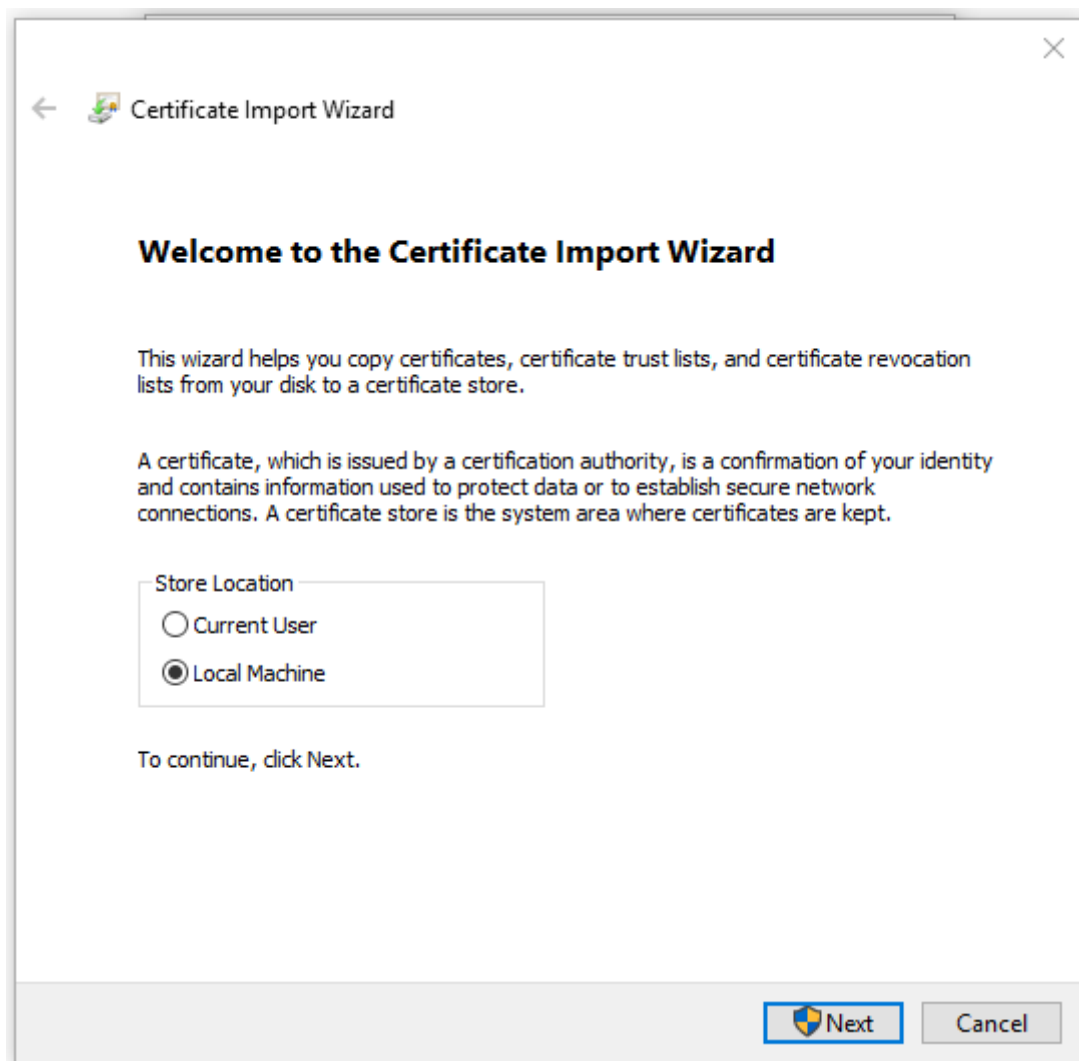 Certificate Import Wizard
Welcome to the Certificate Import Wizard
This wizard helps you copy certificates, certificate trust lists, and certificate revocation
lists from your disk to a certificate store.
A certificate, which is issued by a certification authority, is a confirmation of your identity
and contains information used to protect data or to establish secure network
connections. A certificate store is the system area where certificates are kept.
Store Location
Current User
Local Machine
To continue, click Next.
Next
Cancel